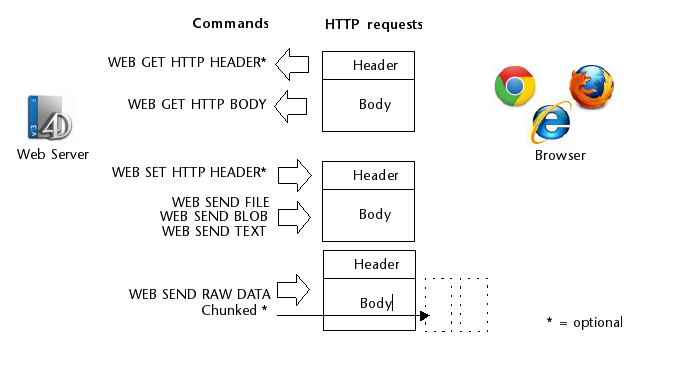 Commands HTTP requests
WEB GET HTTP HEADER*
Header
WEB GET HTTP BODY
Body
v3
4D
Web Server
Browser
WEB SET HTTP HEADER*
Header
WEB SEND FILE
WEB SEND BLOB
WEB SEND TEXT
Body
Header
WEB SEND RAW DATA
Chunked *
Body
* = optional